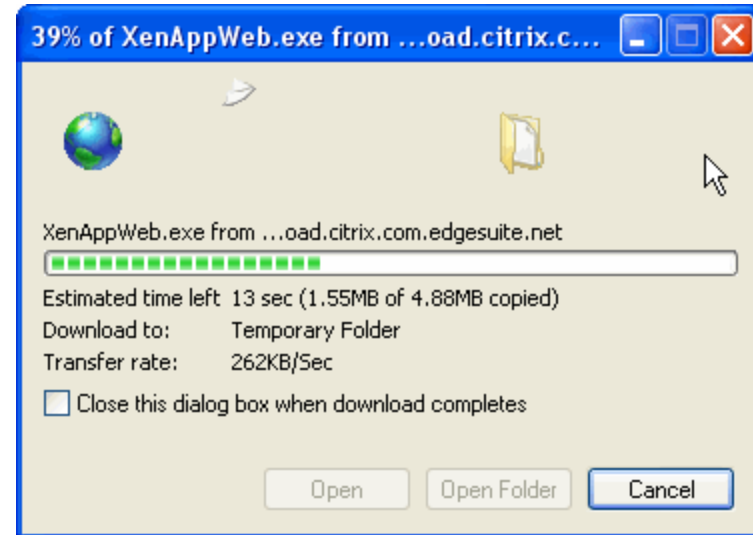 39% of XenAppWeb.exe from ...oad.citrix.c...
XenAppWeb.exe from ...oad.citrix.com.edgesuite.net
Estimated time left 13 sec (1.55MB of 4.88MB copied)
Download to: Temporary Folder
Transfer rate: 262KB/Sec
Close this dialog box when download completes
Open Open Folder Cancel